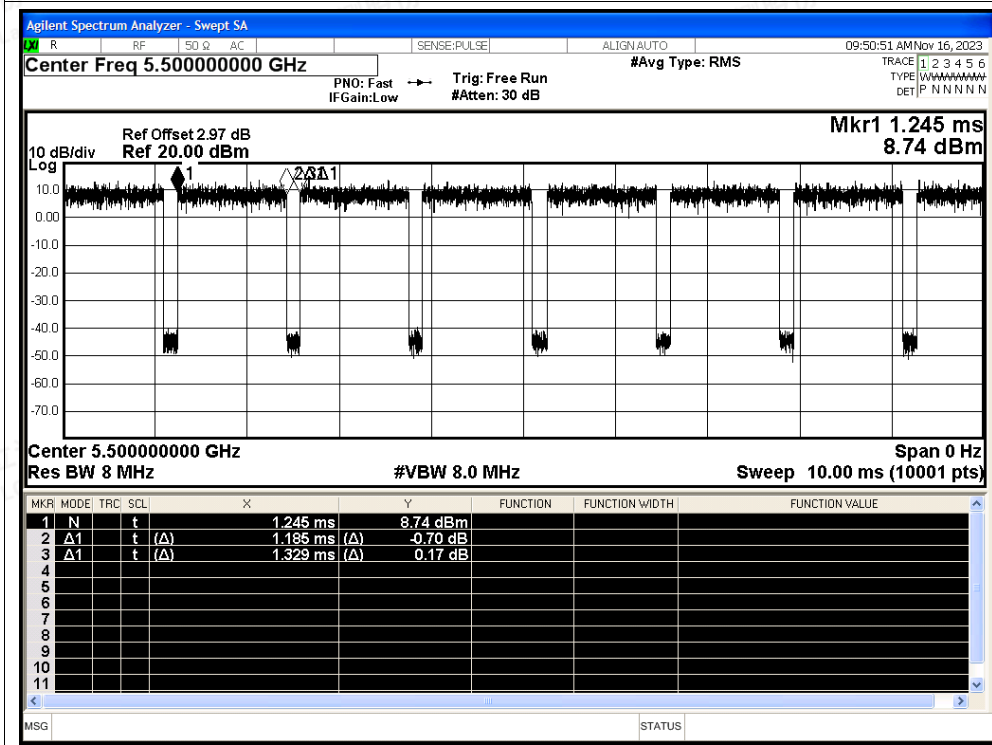 Agilent Spectrum Analyzer - Swept SA
LXI R RF 50 Ω AC SENSE:PULSE ALIGN AUTO 09:50:51 AM Nov 16, 2023
Center Freq 5.500000000 GHz #Avg Type: RMS TRACE 1 2 3 4 5 6
PNO: Fast Trig: Free Run TYPE WWWWWW
IFGain:Low #Atten: 30 dB DET P N N N N N
Mkr1 1.245 ms
Ref Offset 2.97 dB
10 dB/div Ref 20.00 dBm 8.74 dBm
Log
1 2Δ1 3Δ1
10.0
0.00
-10.0
-20.0
-30.0
-40.0
-50.0
-60.0
-70.0
Center 5.500000000 GHz Span 0 Hz
Res BW 8 MHz #VBW 8.0 MHz Sweep 10.00 ms (10001 pts)
MKR MODE TRC SCL X Y FUNCTION FUNCTION WIDTH FUNCTION VALUE
1 N t 1.245 ms 8.74 dBm
2 Δ1 t (Δ) 1.185 ms (Δ) -0.70 dB
3 Δ1 t (Δ) 1.329 ms (Δ) 0.17 dB
4
5
6
7
8
9
10
11
MSG STATUS